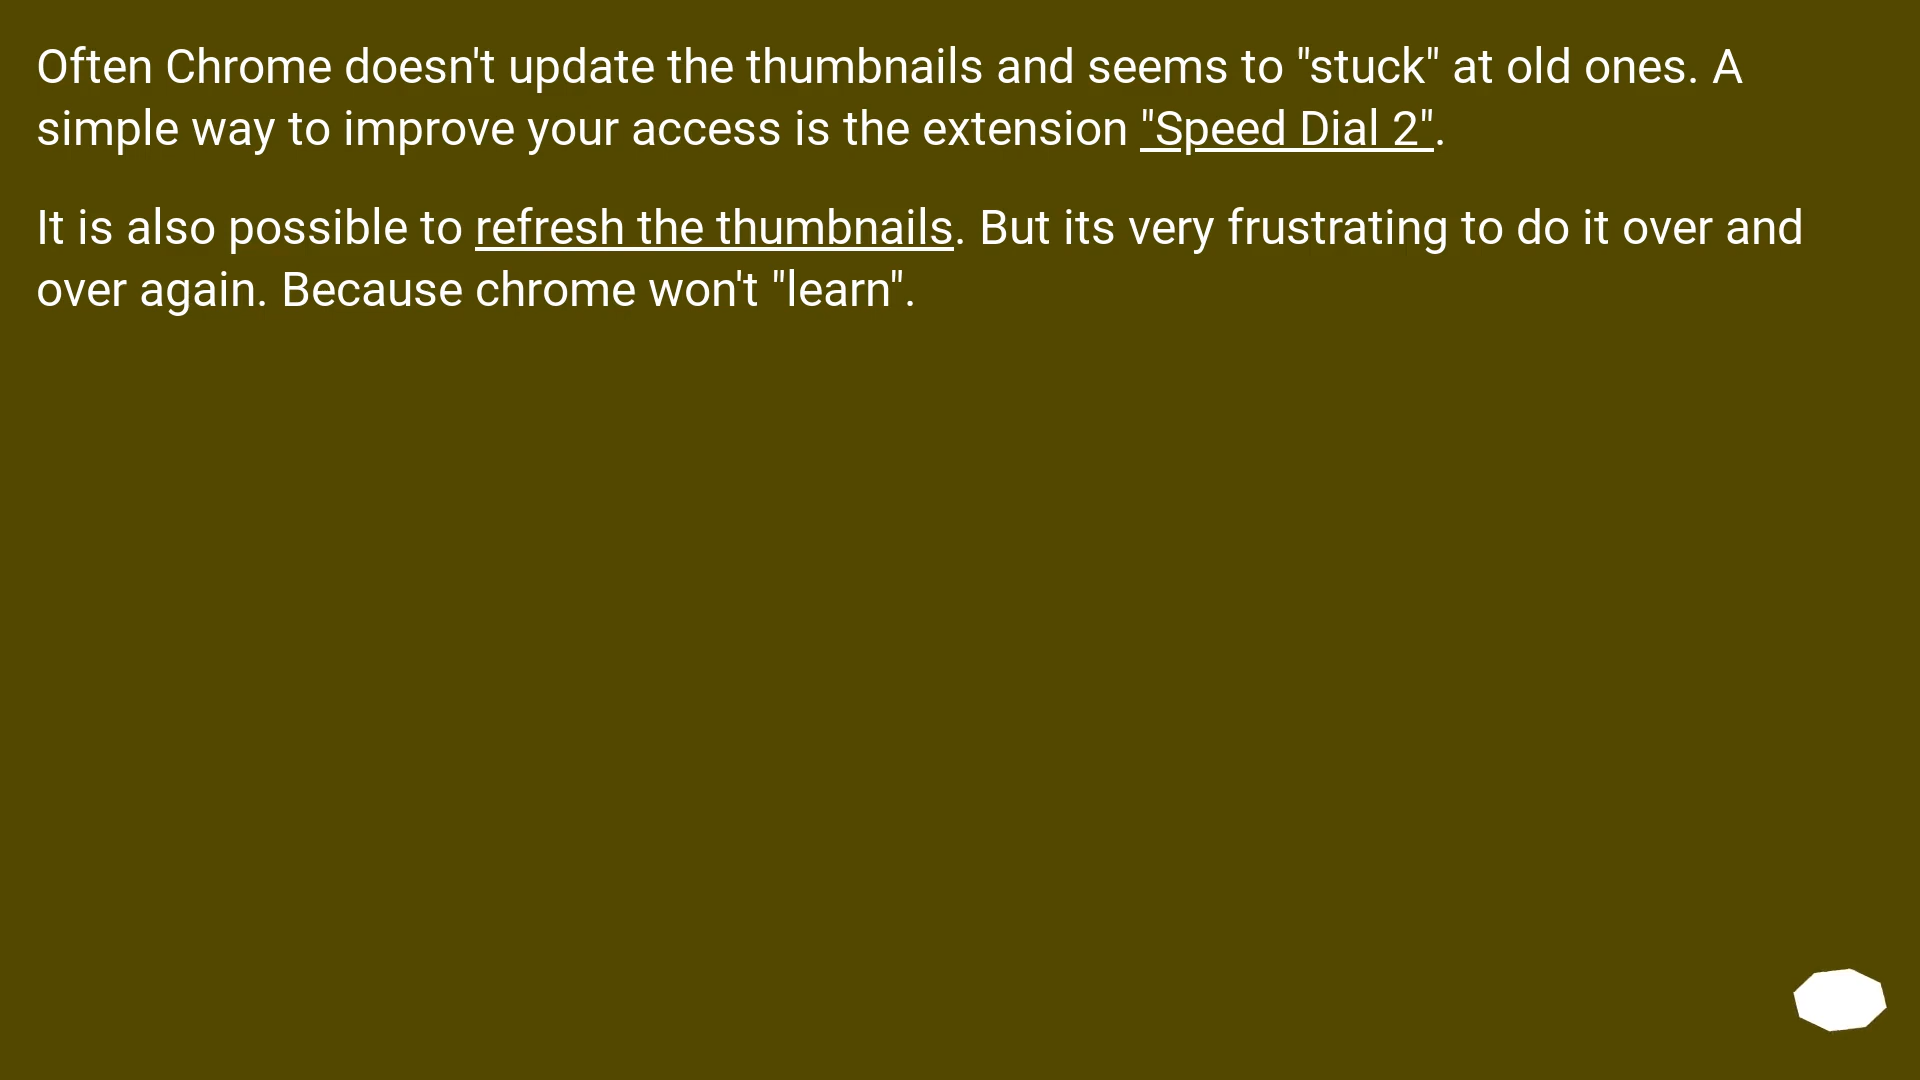 Often Chrome doesn't update the thumbnails and seems to "stuck" at old ones. A
simple way to improve your access is the extension "Speed Dial 2".
It is also possible to refresh the thumbnails. But its very frustrating to do it over and
over again. Because chrome won't "learn".